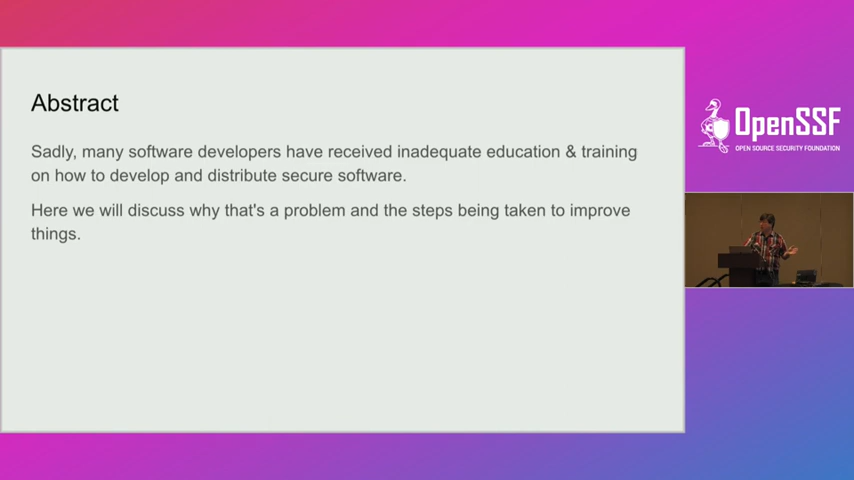 Abstract
Sadly, many software developers have received inadequate education & training
on how to develop and distribute secure software.
Here we will discuss why that's a problem and the steps being taken to improve
things.
OpenSSF
OPEN SOURCE SECURITY FOUNDATION